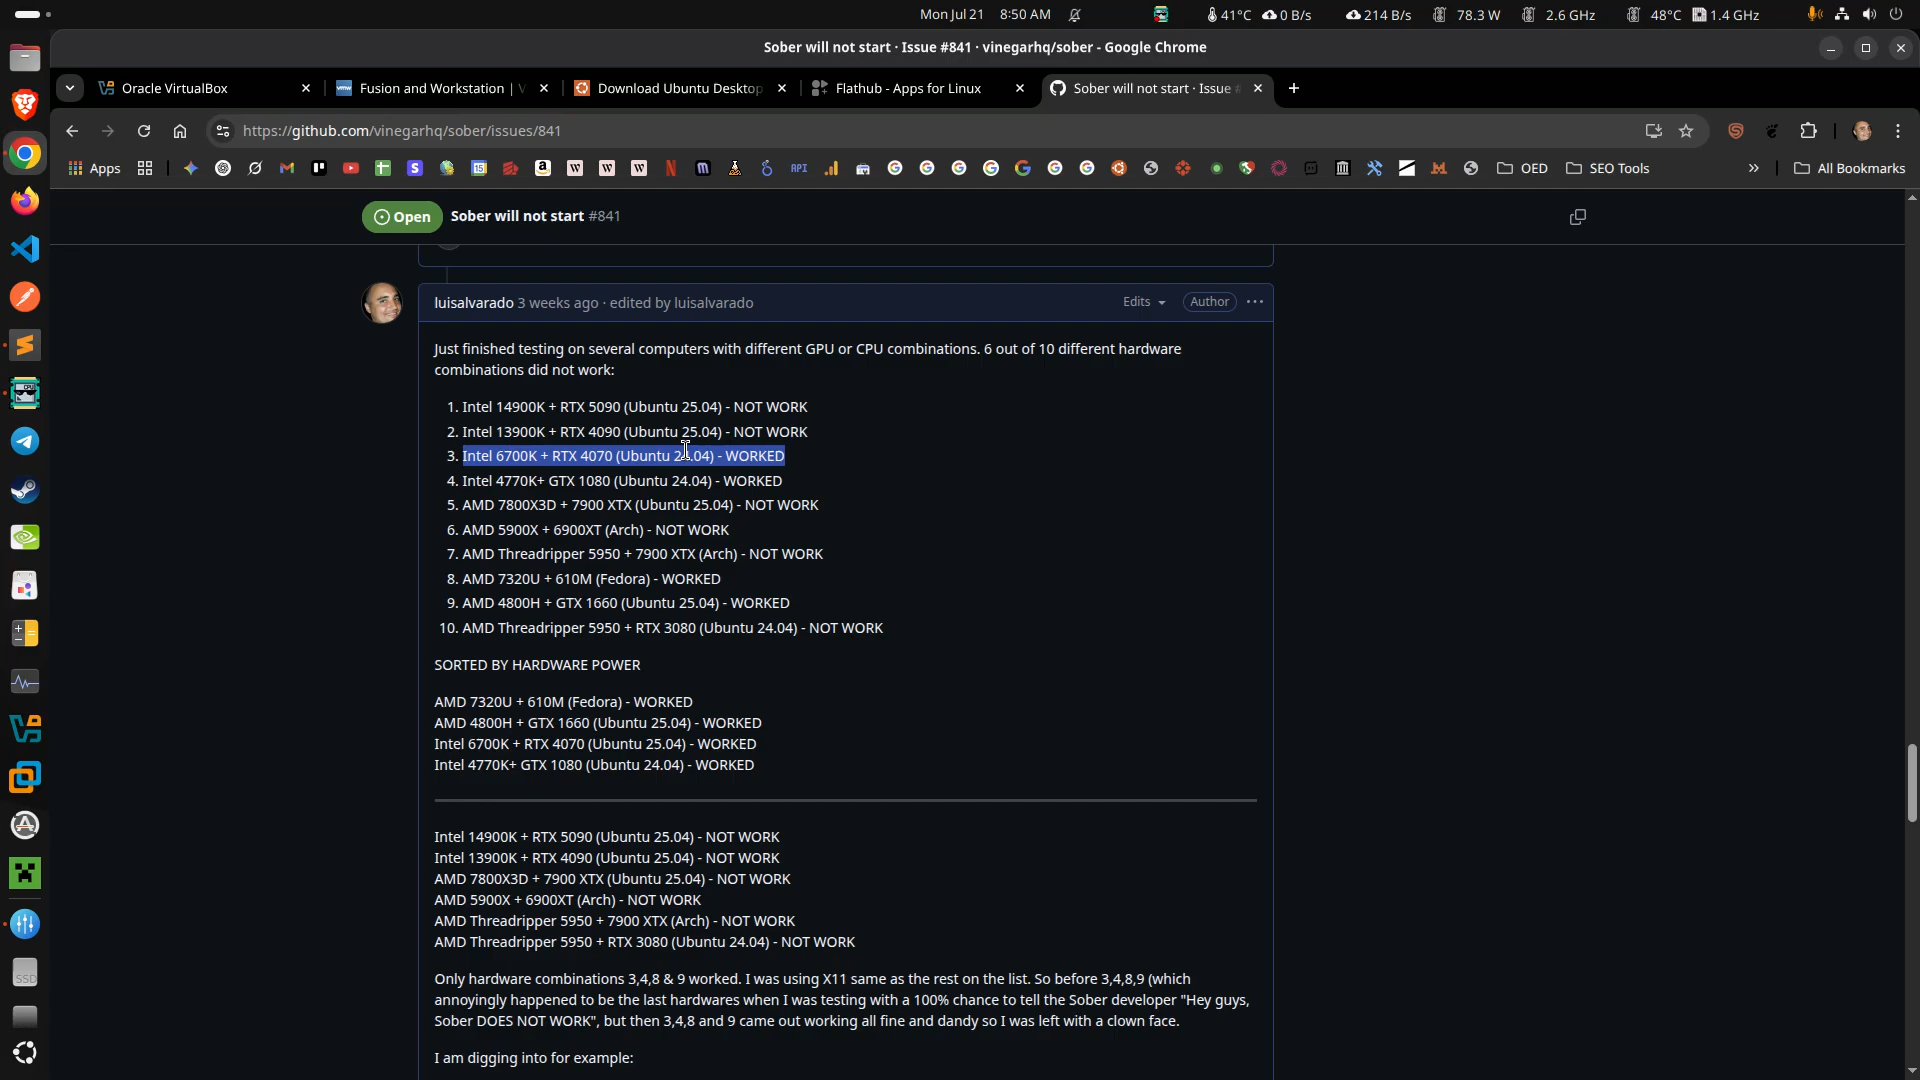 Mon Jul 21 8:50 AM 41°C 0 B/s 214 B/s 78.3 W 2.6 GHz 48°C 1.4 GHz
Sober will not start · Issue #841 · vinegarhq/sober - Google Chrome
Oracle VirtualBox Fusion and Workstation | V Download Ubuntu Desktop Flathub - Apps for Linux Sober will not start · Issue #
https://github.com/vinegarhq/sober/issues/841
Apps API 15 OED SEO Tools All Bookmarks
Open Sober will not start #841
luisalvarado 3 weeks ago · edited by luisalvarado Edits Author
Just finished testing on several computers with different GPU or CPU combinations. 6 out of 10 different hardware
combinations did not work:
1. Intel 14900K + RTX 5090 (Ubuntu 25.04) - NOT WORK
2. Intel 13900K + RTX 4090 (Ubuntu 25.04) - NOT WORK
3. Intel 6700K + RTX 4070 (Ubuntu 2 .04) - WORKED
4. Intel 4770K+ GTX 1080 (Ubuntu 24.04) - WORKED
5. AMD 7800X3D + 7900 XTX (Ubuntu 25.04) - NOT WORK
6. AMD 5900X + 6900XT (Arch) - NOT WORK
7. AMD Threadripper 5950 + 7900 XTX (Arch) - NOT WORK
8. AMD 7320U + 610M (Fedora) - WORKED
9. AMD 4800H + GTX 1660 (Ubuntu 25.04) - WORKED
10. AMD Threadripper 5950 + RTX 3080 (Ubuntu 24.04) - NOT WORK
SORTED BY HARDWARE POWER
AMD 7320U + 610M (Fedora) - WORKED
AMD 4800H + GTX 1660 (Ubuntu 25.04) - WORKED
Intel 6700K + RTX 4070 (Ubuntu 25.04) - WORKED
Intel 4770K+ GTX 1080 (Ubuntu 24.04) - WORKED
Intel 14900K + RTX 5090 (Ubuntu 25.04) - NOT WORK
Intel 13900K + RTX 4090 (Ubuntu 25.04) - NOT WORK
AMD 7800X3D + 7900 XTX (Ubuntu 25.04) - NOT WORK
AMD 5900X + 6900XT (Arch) - NOT WORK
AMD Threadripper 5950 + 7900 XTX (Arch) - NOT WORK
AMD Threadripper 5950 + RTX 3080 (Ubuntu 24.04) - NOT WORK
Only hardware combinations 3,4,8 & 9 worked. I was using X11 same as the rest on the list. So before 3,4,8,9 (which
annoyingly happened to be the last hardwares when I was testing with a 100% chance to tell the Sober developer "Hey guys,
Sober DOES NOT WORK", but then 3,4,8 and 9 came out working all fine and dandy so I was left with a clown face.
I am digging into for example: